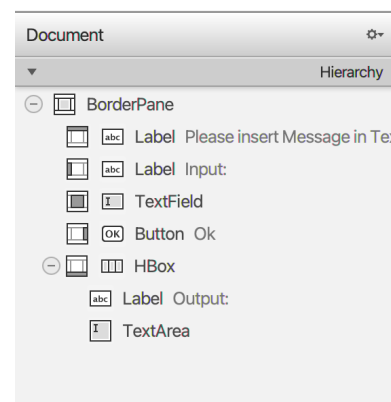 Document
Hierarchy
BorderPane
abc Label Please insert Message in Te
abc Label Input:
I TextField
OK Button Ok
HBox
abc Label Output:
I TextArea